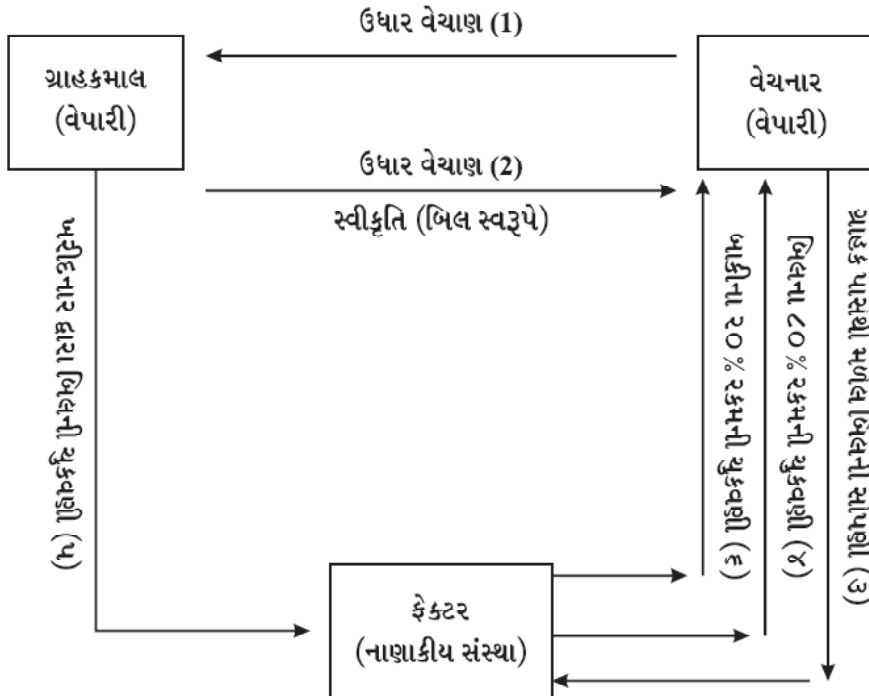 ઉધાર વેચાણ (1)
ગ્રાહકમાલ
(વેપારી)
વેચનાર
(વેપારી)
ઉધાર વેચાણ (2)
સ્વીકૃતિ (બિલ સ્વરૂપે)
ખરીદનાર દ્વારા બિલની ચુકવણી (૫)
બાકીના ૨૦% રકમની ચુકવણી (૬)
બિલના ૮૦% રકમની ચુકવણી (૪)
ગ્રાહક પાસેથી મળેલ બિલની સોંપણી (૩)
ફેક્ટર
(નાણાકીય સંસ્થા)